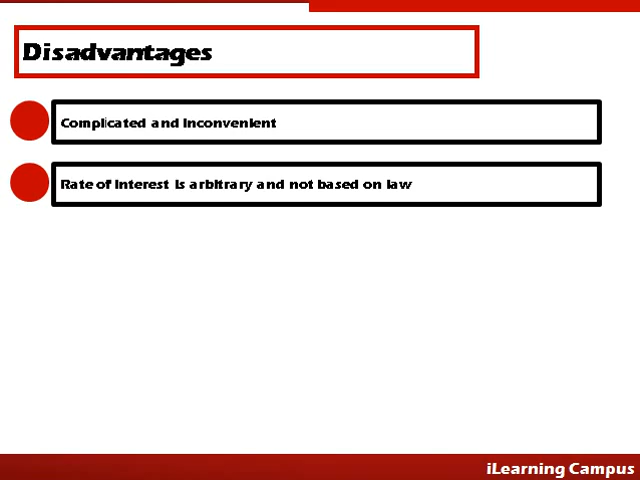 Disadvantages
Complicated and Inconvenient
Rate of Interest is arbitrary and not based on law
iLearning Campus